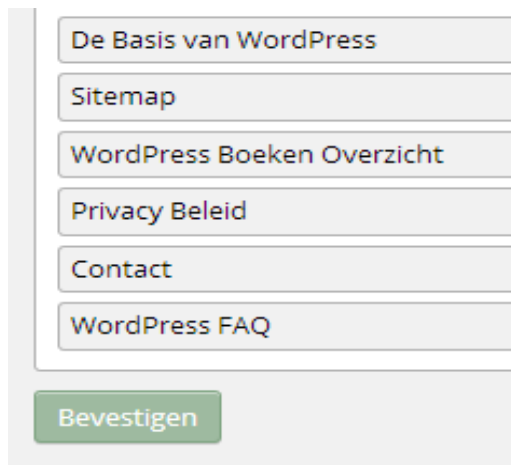 De Basis van WordPress
Sitemap
WordPress Boeken Overzicht
Privacy Beleid
Contact
WordPress FAQ
Bevestigen